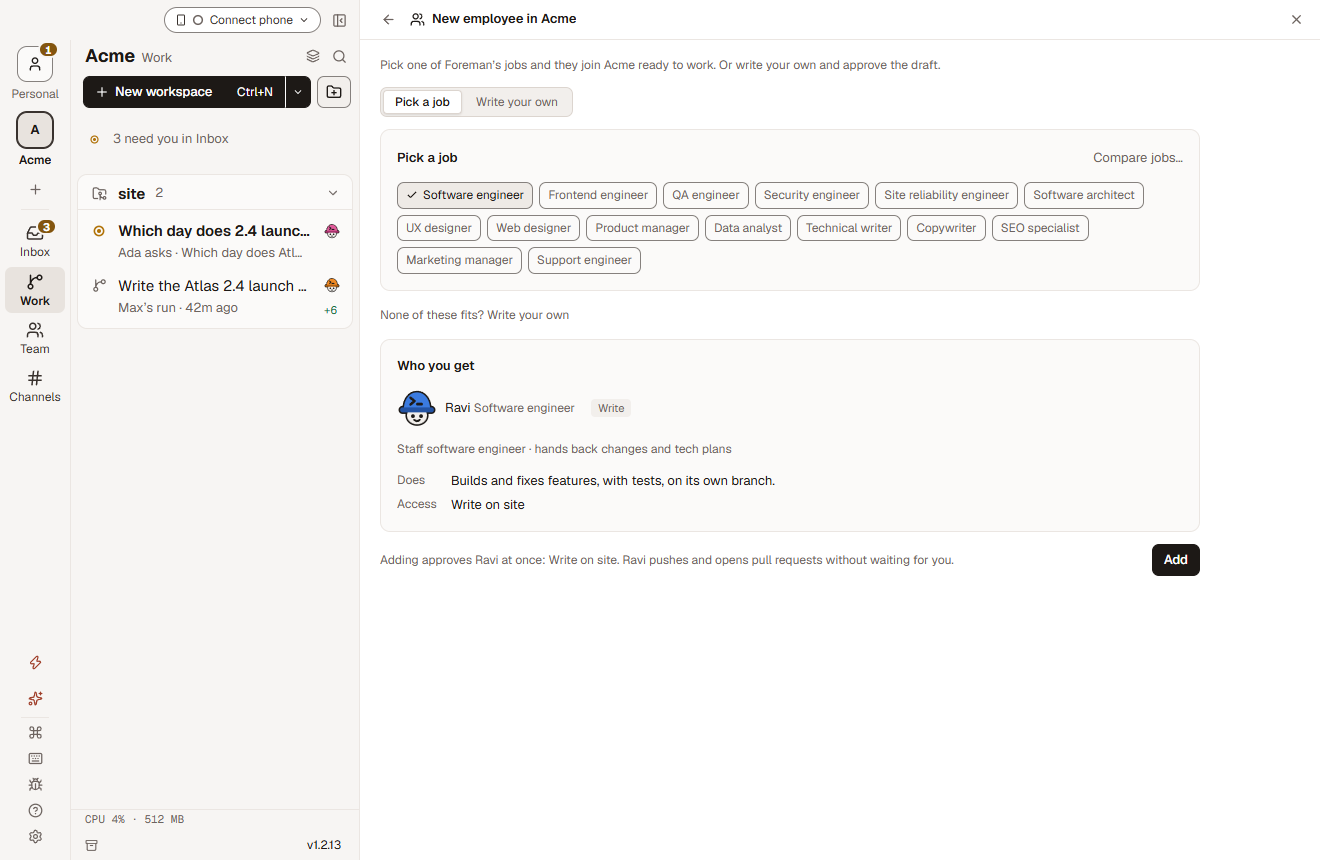 Connect phone
New employee in Acme
1
Personal
A
Acme
3
Inbox
Work
Team
Channels
Acme Work
New workspace Ctrl+N
3 need you in Inbox
site 2
Which day does 2.4 launc...
Ada asks · Which day does Atl...
Write the Atlas 2.4 launch ...
Max's run · 42m ago
+6
CPU 4% · 512 MB
v1.2.13
Pick one of Foreman's jobs and they join Acme ready to work. Or write your own and approve the draft.
Pick a job Write your own
Pick a job Compare jobs...
Software engineer Frontend engineer QA engineer Security engineer Site reliability engineer Software architect
UX designer Web designer Product manager Data analyst Technical writer Copywriter SEO specialist
Marketing manager Support engineer
None of these fits? Write your own
Who you get
Ravi Software engineer Write
Staff software engineer · hands back changes and tech plans
Does Builds and fixes features, with tests, on its own branch.
Access Write on site
Adding approves Ravi at once: Write on site. Ravi pushes and opens pull requests without waiting for you.
Add